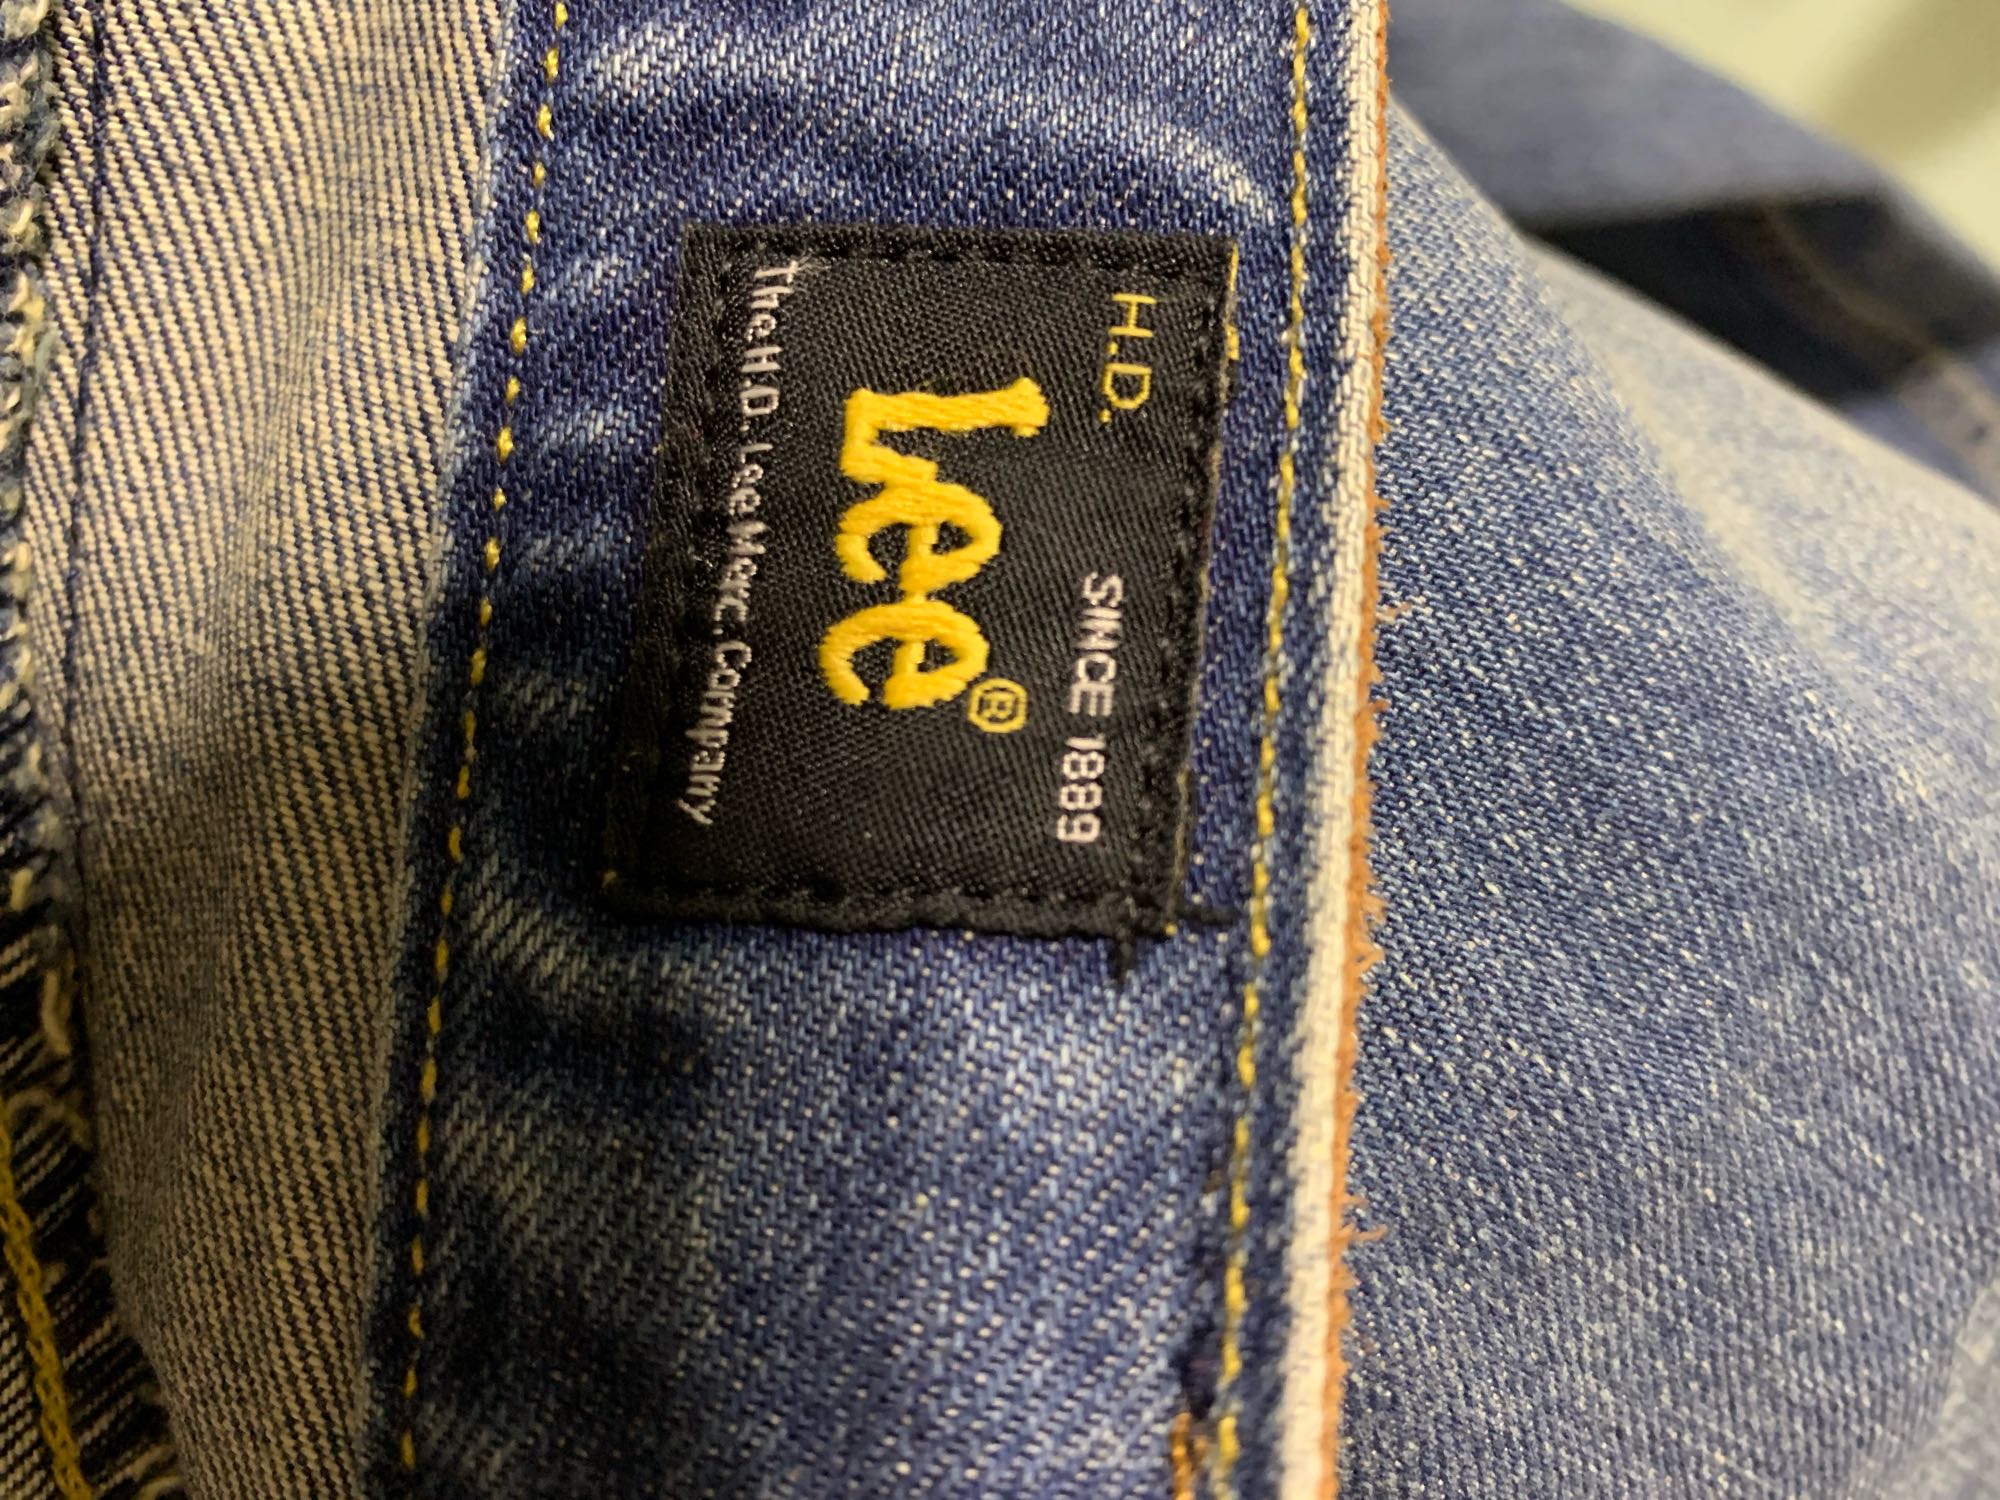 H.D. SINCE 1889
Lee®
The H.D. Lee Merc. Company